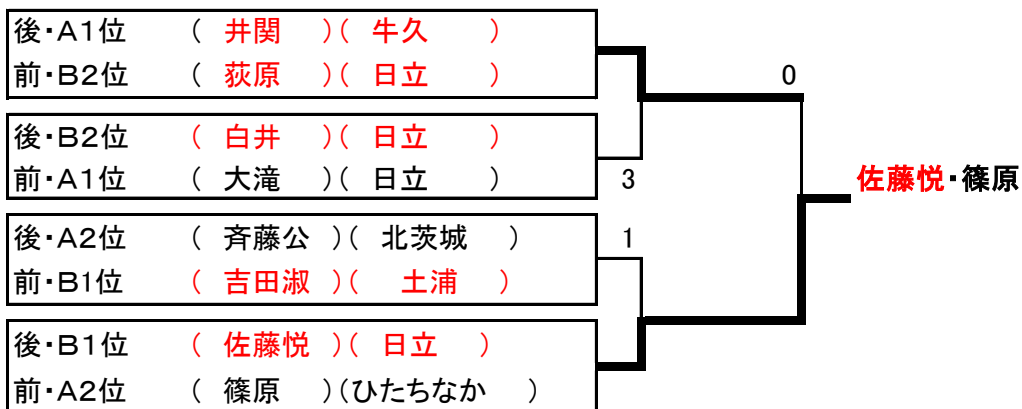 後・A1位 ( 井関 )( 牛久 )
前・B2位 ( 荻原 )( 日立 )
0
後・B2位 ( 白井 )( 日立 )
前・A1位 ( 大滝 )( 日立 )
3
佐藤悦・篠原
後・A2位 ( 斉藤公 )( 北茨城 )
1
前・B1位 ( 吉田淑 )( 土浦 )
後・B1位 ( 佐藤悦 )( 日立 )
前・A2位 ( 篠原 )(ひたちなか )